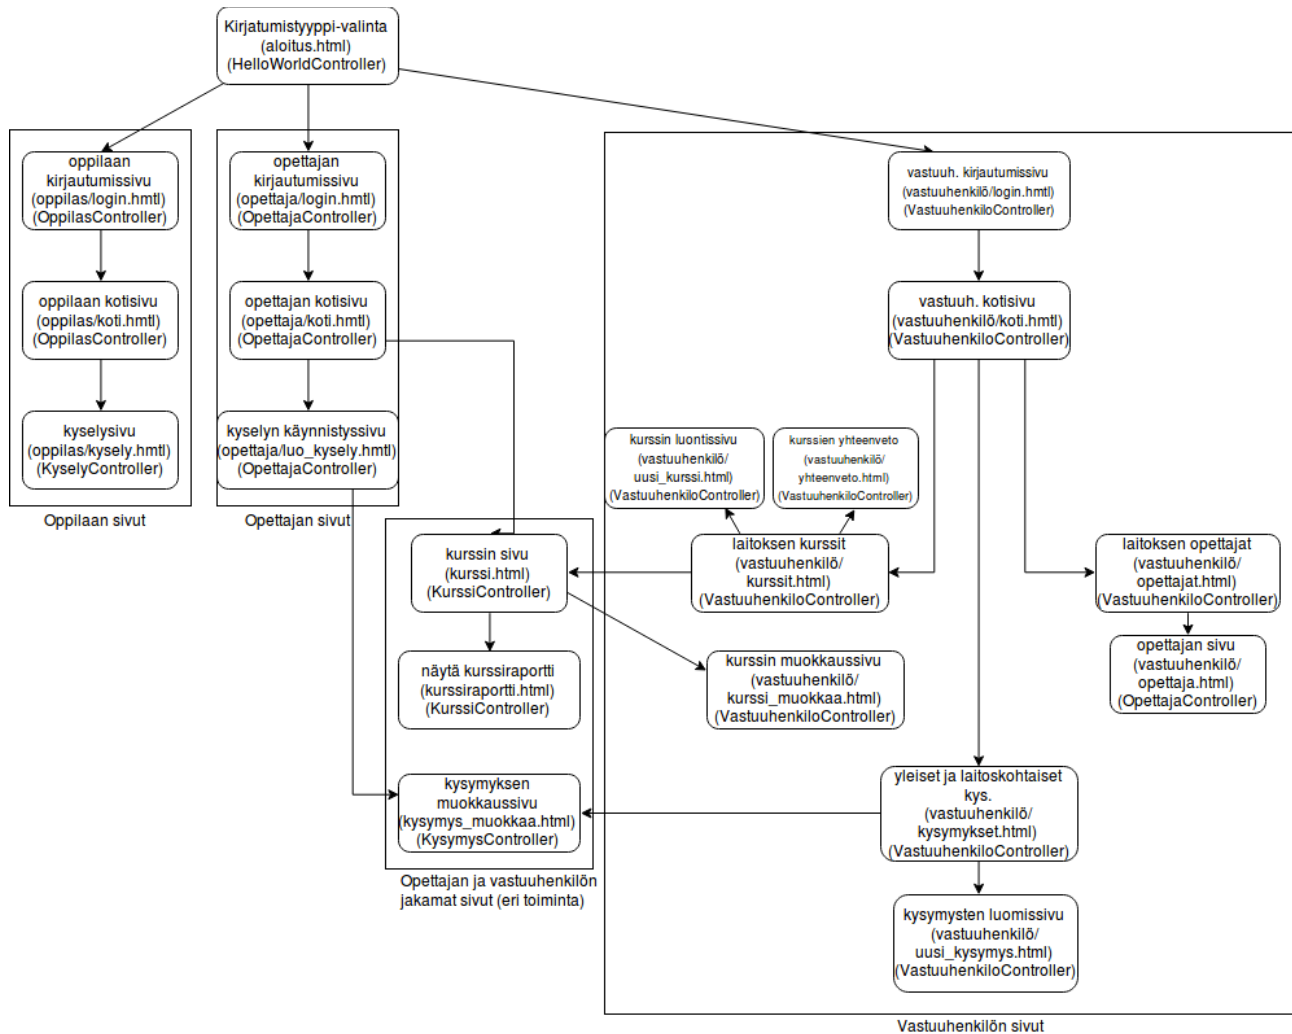 Kirjatumistyyppi-valinta
(aloitus.html)
(HelloWorldController)
oppilaan
kirjautumissivu
(oppilas/login.hmtl)
(OppilasController)
oppilaan kotisivu
(oppilas/koti.hmtl)
(OppilasController)
kyselysivu
(oppilas/kysely.hmtl)
(KyselyController)
Oppilaan sivut
opettajan
kirjautumissivu
(opettaja/login.hmtl)
(OpettajaController)
opettajan kotisivu
(opettaja/koti.hmtl)
(OpettajaController)
kyselyn käynnistyssivu
(opettaja/luo_kysely.hmtl)
(OpettajaController)
Opettajan sivut
kurssin sivu
(kurssi.html)
(KurssiController)
näytä kurssiraportti
(kurssiraportti.html)
(KurssiController)
kysymyksen
muokkaussivu
(kysymys_muokkaa.html)
(KysymysController)
Opettajan ja vastuuhenkilön
jakamat sivut (eri toiminta)
vastuuh. kirjautumissivu
(vastuuhenkilö/login.hmtl)
(VastuuhenkiloController)
vastuuh. kotisivu
(vastuuhenkilö/koti.hmtl)
(VastuuhenkiloController)
kurssin luontissivu
(vastuuhenkilö/
uusi_kurssi.html)
(VastuuhenkiloController)
kurssien yhteenveto
(vastuuhenkilö/
yhteenveto.html)
(VastuuhenkiloController)
laitoksen kurssit
(vastuuhenkilö/
kurssit.html)
(VastuuhenkiloController)
kurssin muokkaussivu
(vastuuhenkilö/
kurssi_muokkaa.html)
(VastuuhenkiloController)
laitoksen opettajat
(vastuuhenkilö/
opettajat.html)
(VastuuhenkiloController)
opettajan sivu
(vastuuhenkilö/
opettaja.html)
(OpettajaController)
yleiset ja laitoskohtaiset
kys.
(vastuuhenkilö/
kysymykset.html)
(VastuuhenkiloController)
kysymysten luomissivu
(vastuuhenkilö/
uusi_kysymys.html)
(VastuuhenkiloController)
Vastuuhenkilön sivut